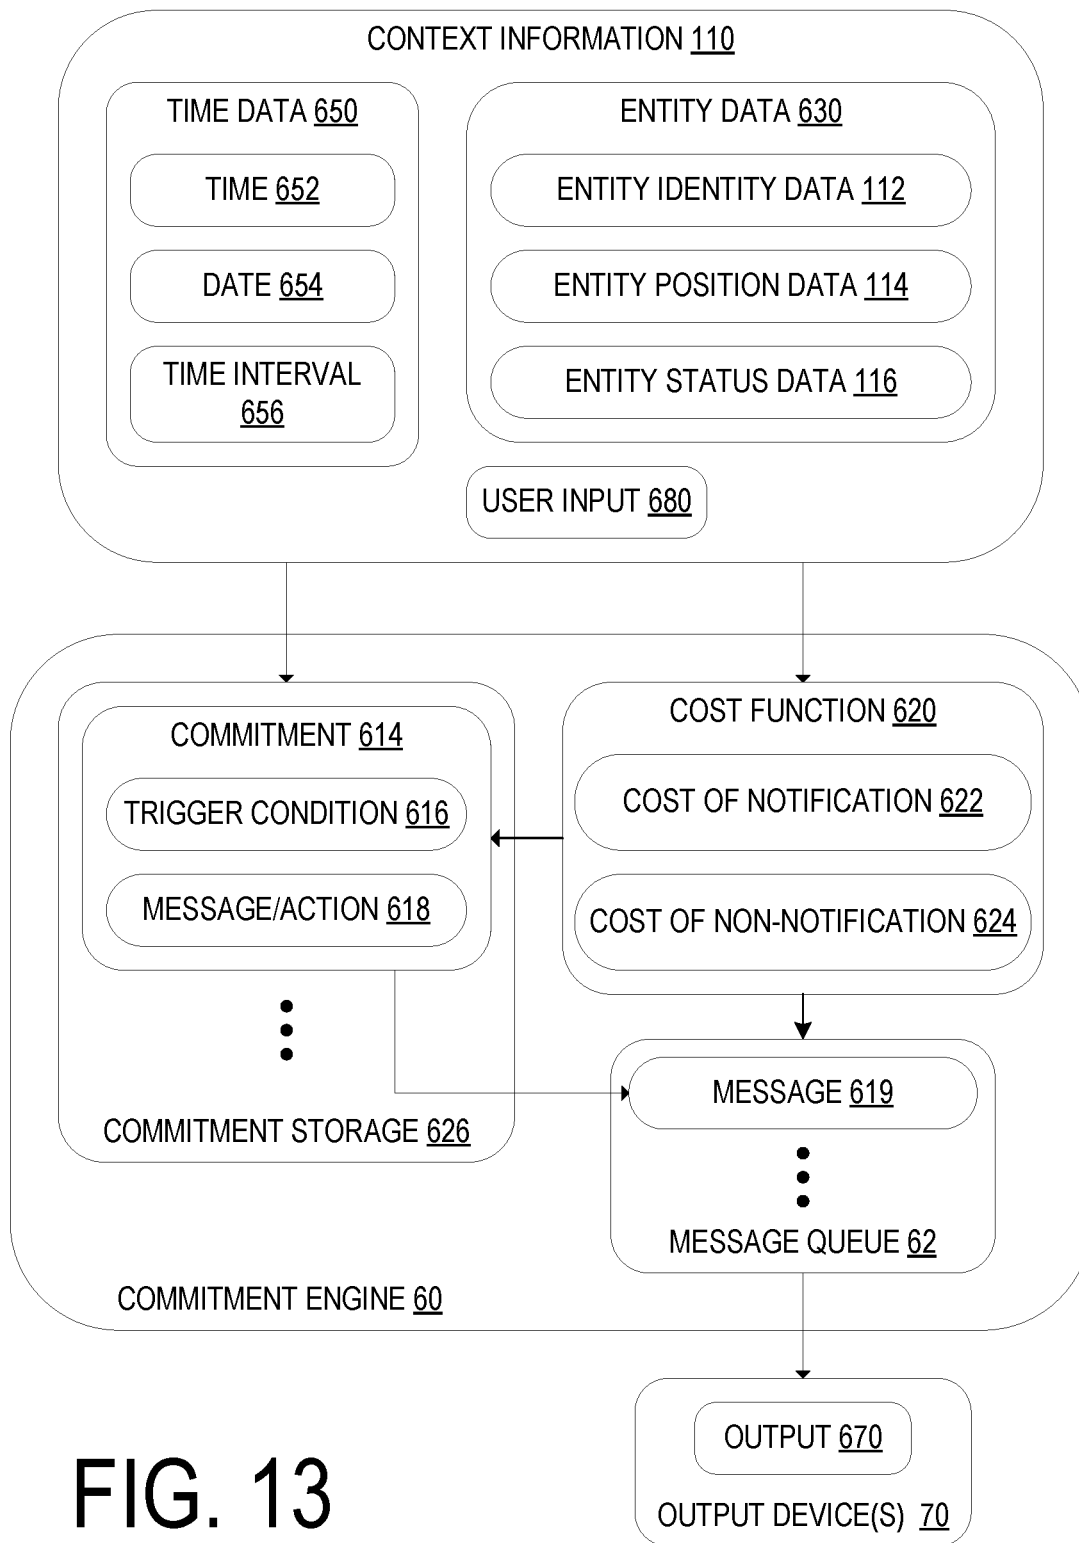 CONTEXT INFORMATION 110
TIME DATA 650
TIME 652
DATE 654
TIME INTERVAL
656
ENTITY DATA 630
ENTITY IDENTITY DATA 112
ENTITY POSITION DATA 114
ENTITY STATUS DATA 116
USER INPUT 680
COMMITMENT 614
TRIGGER CONDITION 616
MESSAGE/ACTION 618
COMMITMENT STORAGE 626
COST FUNCTION 620
COST OF NOTIFICATION 622
COST OF NON-NOTIFICATION 624
MESSAGE 619
MESSAGE QUEUE 62
COMMITMENT ENGINE 60
OUTPUT 670
OUTPUT DEVICE(S) 70
FIG. 13